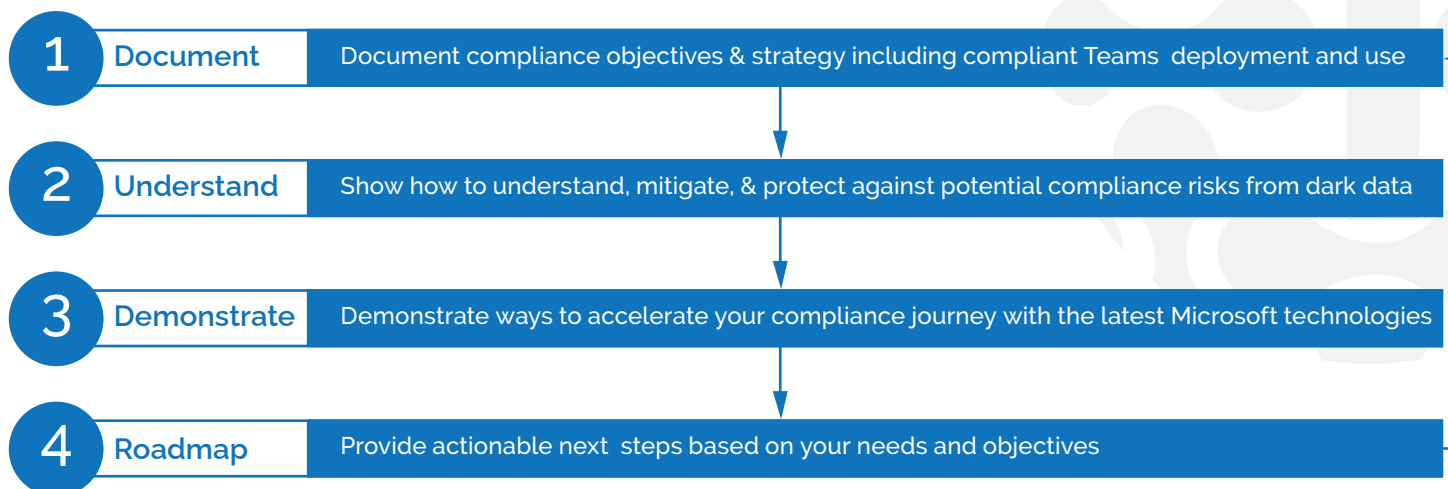 1 Document Document compliance objectives & strategy including compliant Teams deployment and use
2 Understand Show how to understand, mitigate, & protect against potential compliance risks from dark data
3 Demonstrate Demonstrate ways to accelerate your compliance journey with the latest Microsoft technologies
4 Roadmap Provide actionable next steps based on your needs and objectives